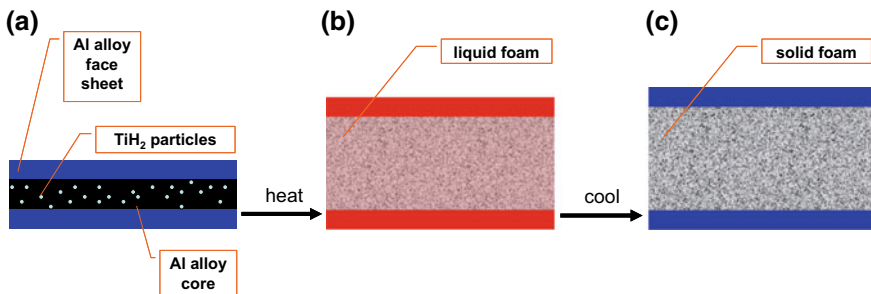 (a)
Al alloy
face
sheet
TiH₂ particles
Al alloy
core
heat
(b)
liquid foam
cool
(c)
solid foam